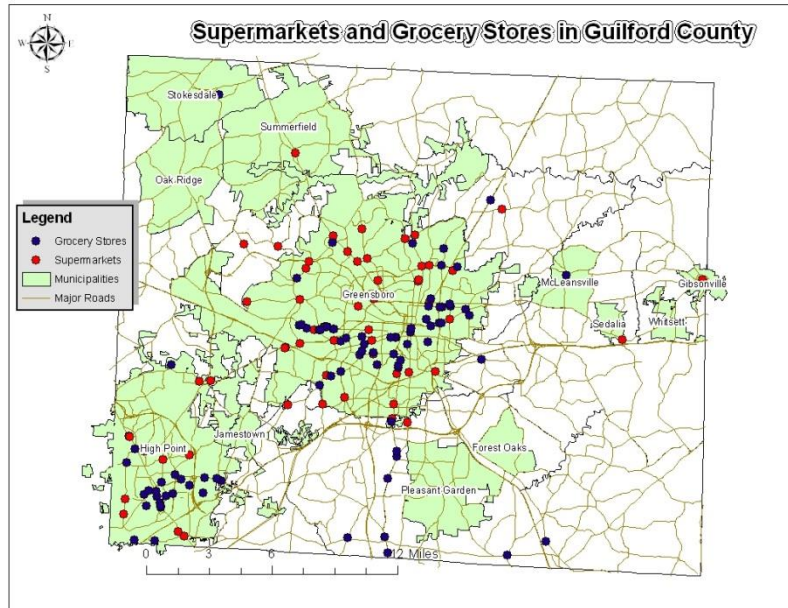 Supermarkets and Grocery Stores in Guilford County
N
W
E
S
Stokesdale
Summerfield
Oak Ridge
Legend
Grocery Stores
Supermarkets
Municipalities
Major Roads
McLeansville
Gibsonville
Greensboro
Sedalia
Whitsett
Jamestown
High Point
Forest Oaks
Pleasant Garden
0 3 6 12 Miles